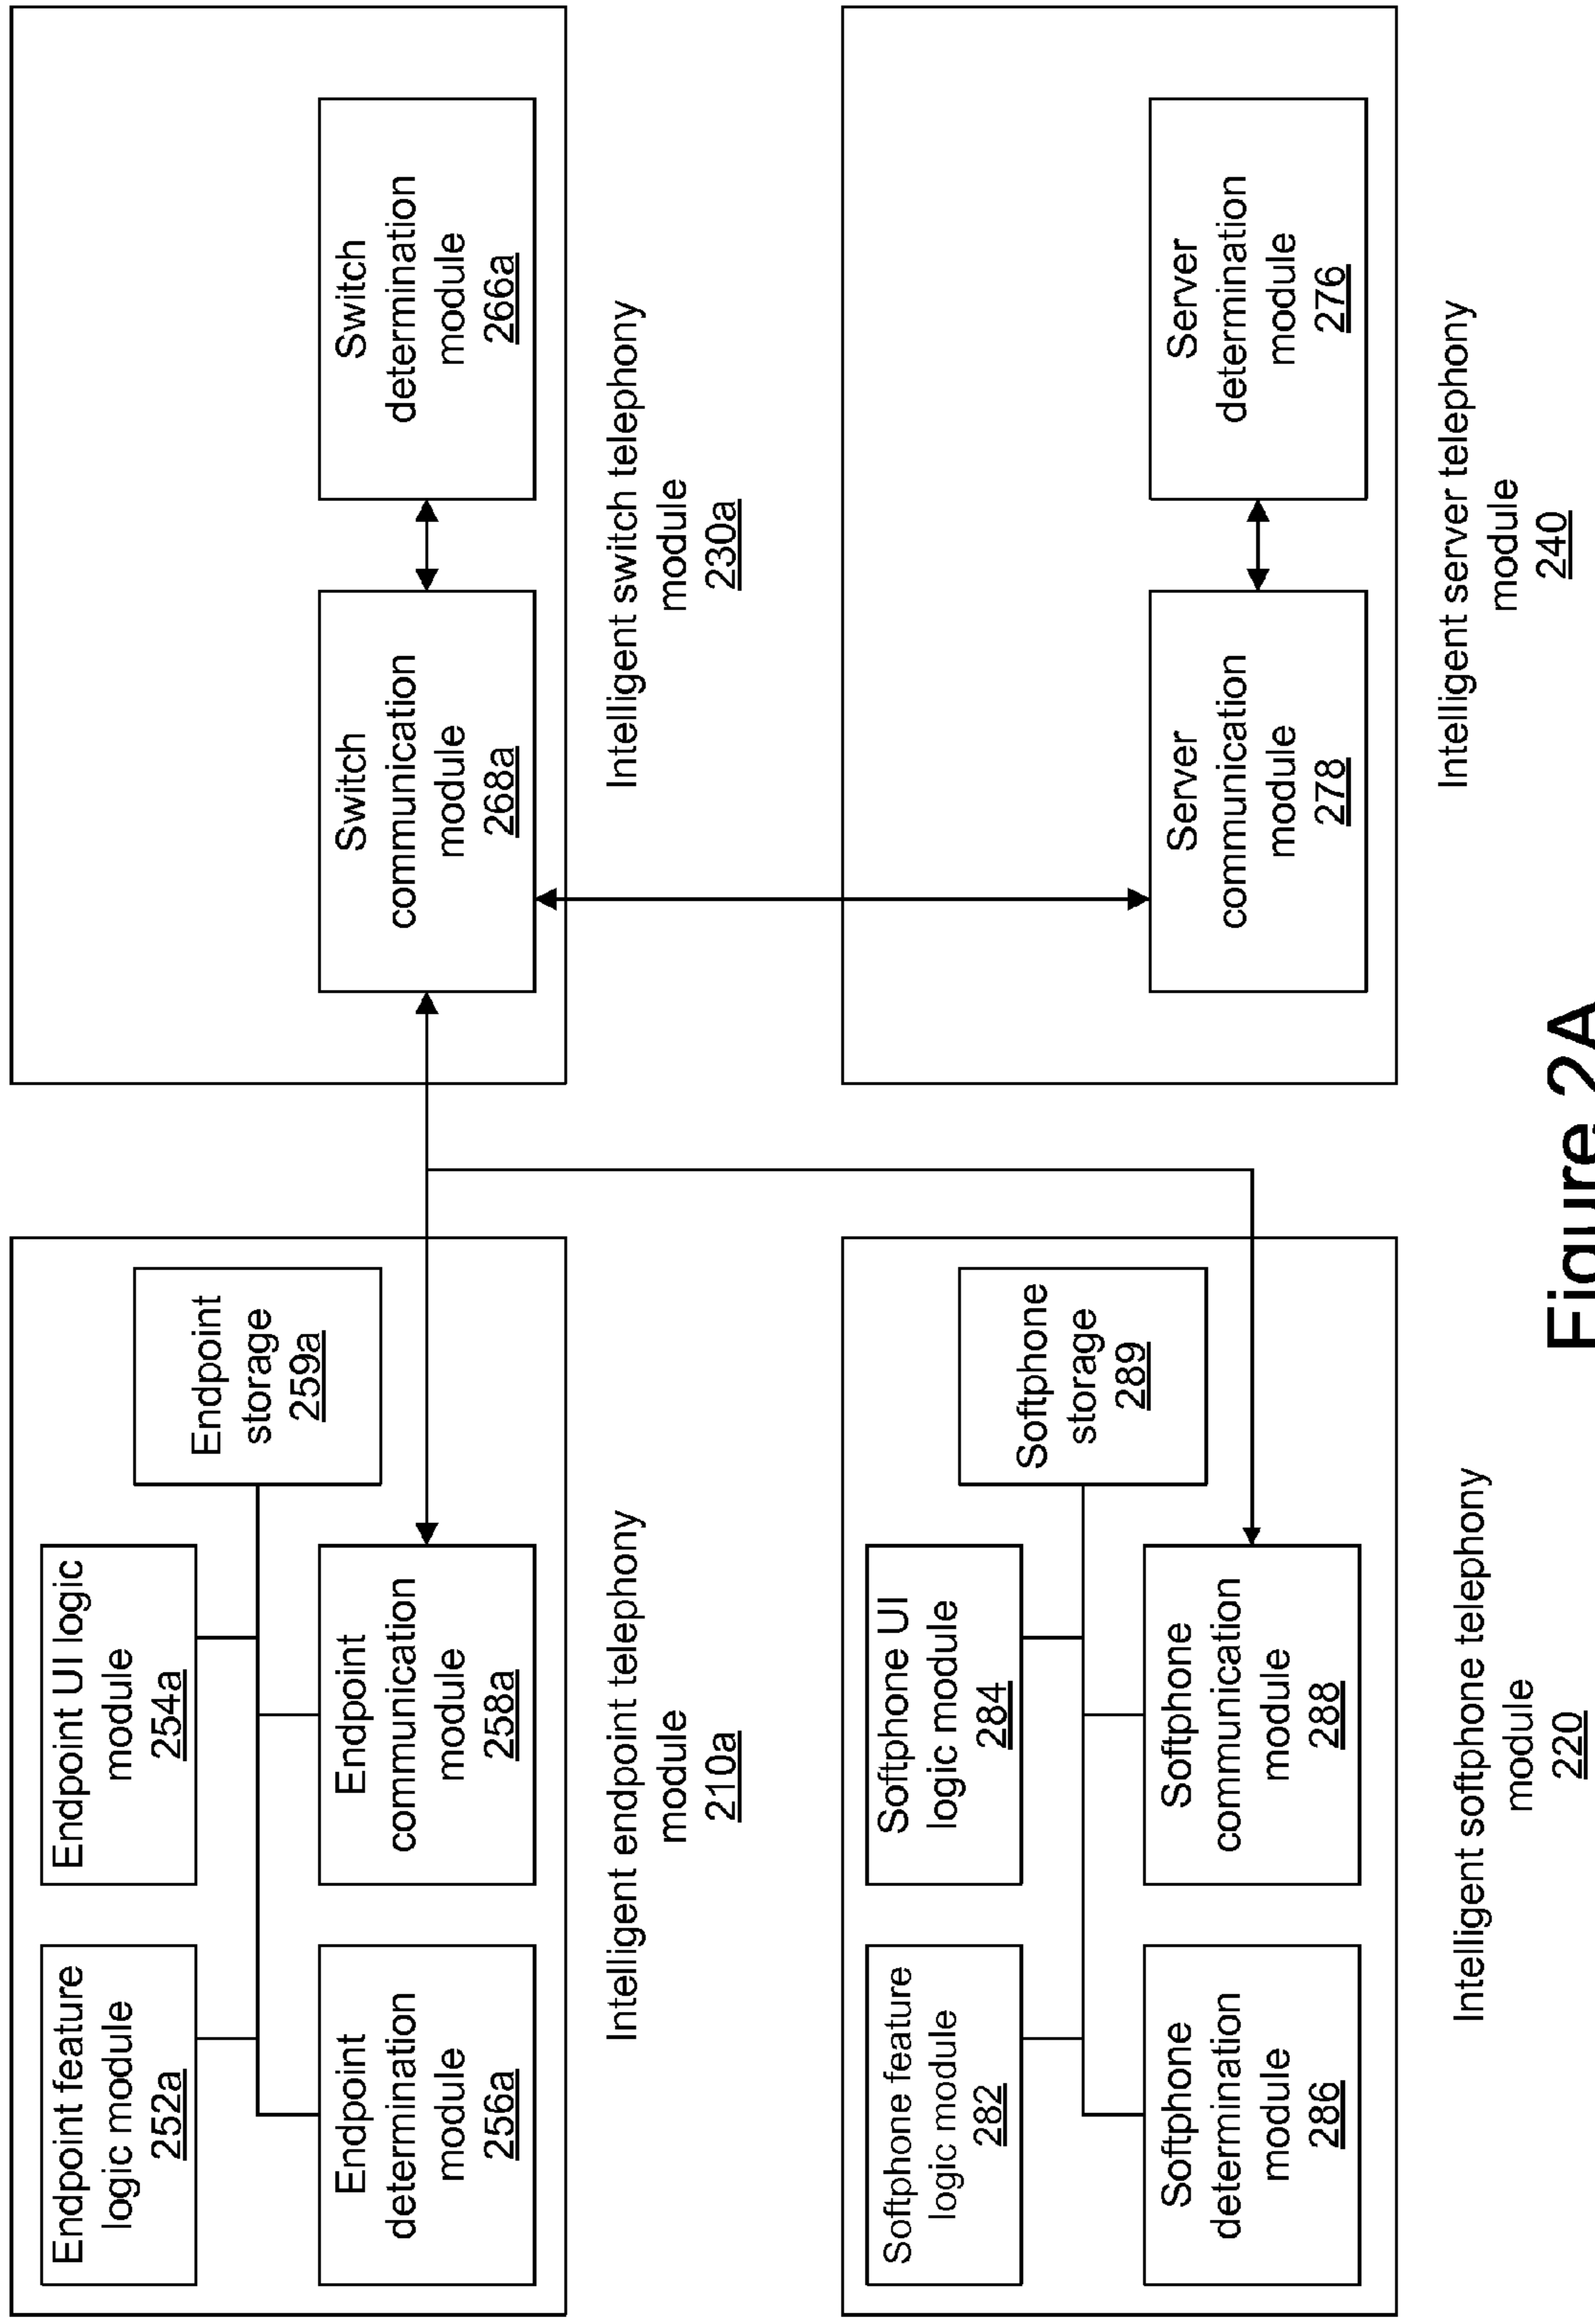 Endpoint feature
logic module
252a
Endpoint UI logic
module
254a
Endpoint
storage
259a
Endpoint
determination
module
256a
Endpoint
communication
module
258a
Intelligent endpoint telephony
module
210a
Switch
communication
module
268a
Switch
determination
module
266a
Intelligent switch telephony
module
230a
Softphone feature
logic module
282
Softphone UI
logic module
284
Softphone
storage
289
Softphone
determination
module
286
Softphone
communication
module
288
Intelligent softphone telephony
module
220
Server
communication
module
278
Server
determination
module
276
Intelligent server telephony
module
240
Figure 2A